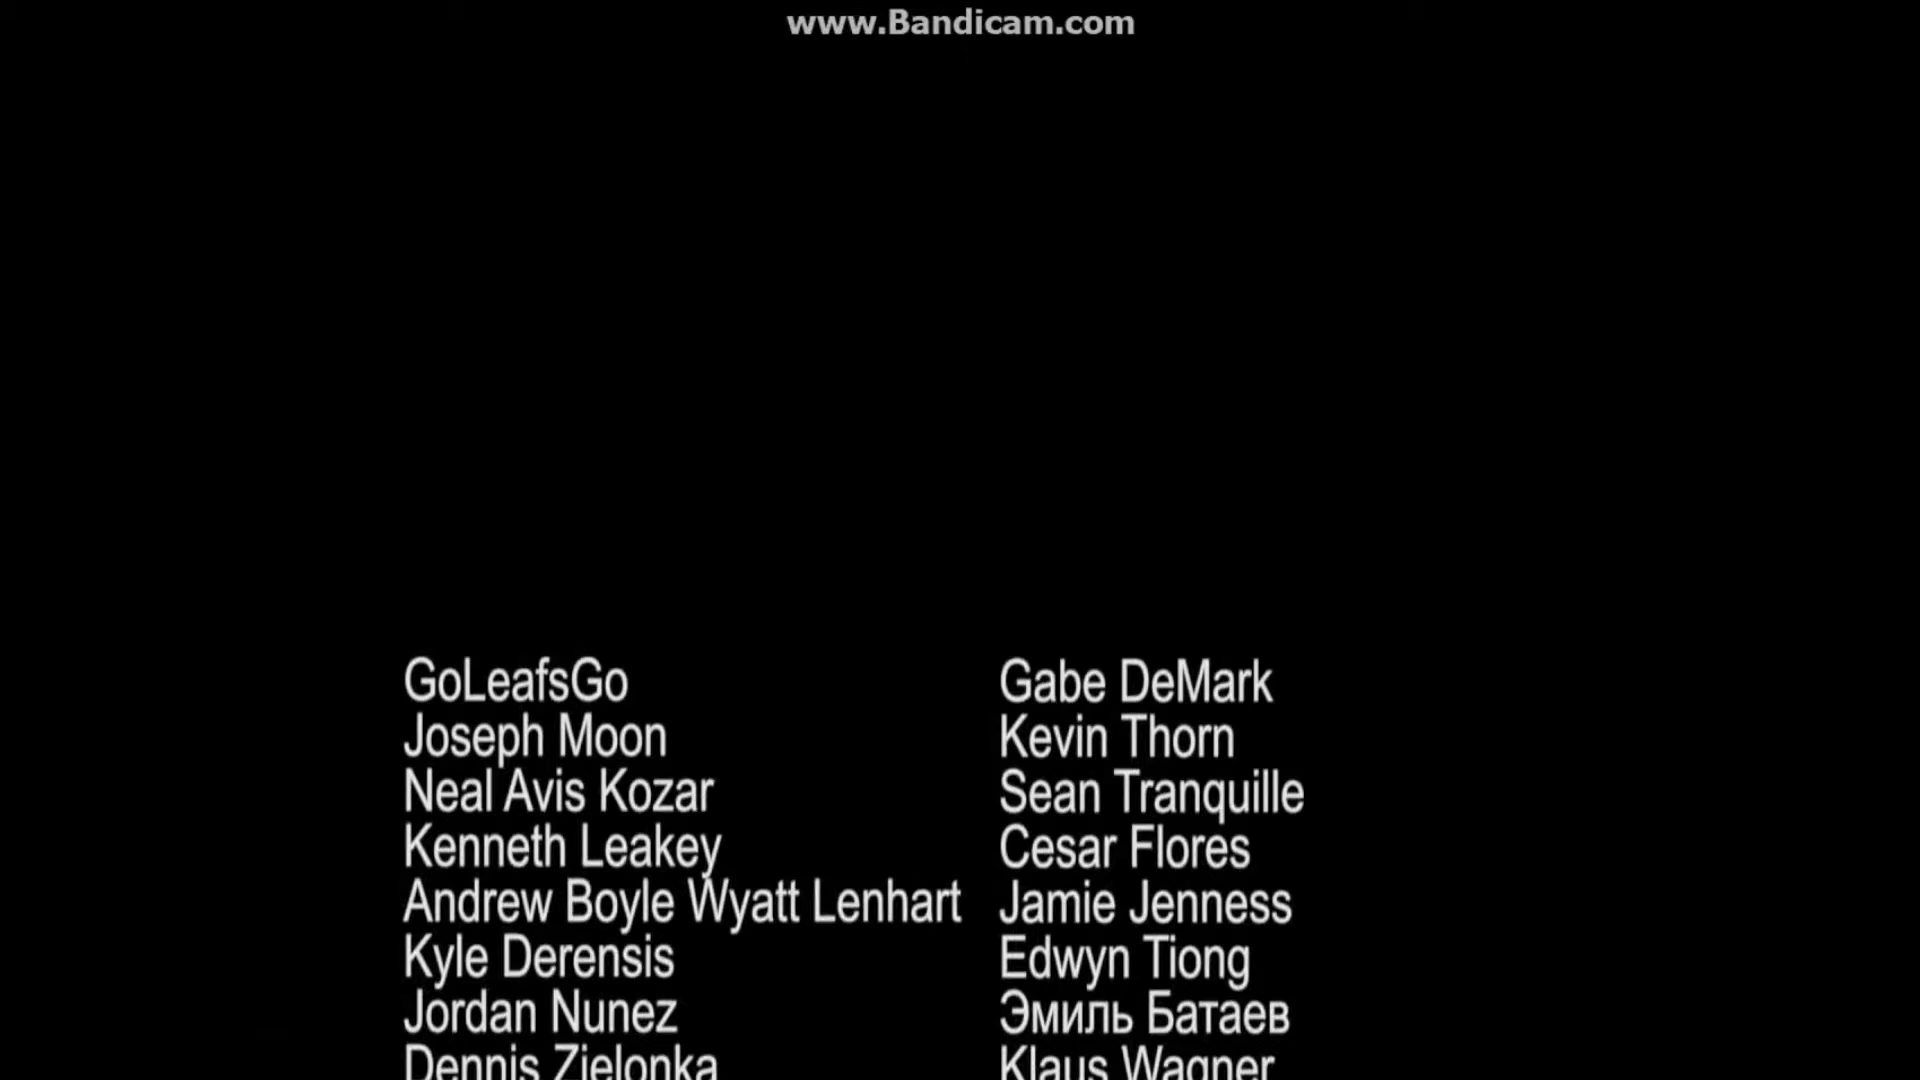 www.Bandicam.com
GoLeafsGo
Joseph Moon
Neal Avis Kozar
Kenneth Leakey
Andrew Boyle Wyatt Lenhart
Kyle Derensis
Jordan Nunez
Dennis Zielonka
Gabe DeMark
Kevin Thorn
Sean Tranquille
Cesar Flores
Jamie Jenness
Edwyn Tiong
Эмиль Батаев
Klaus Wagner